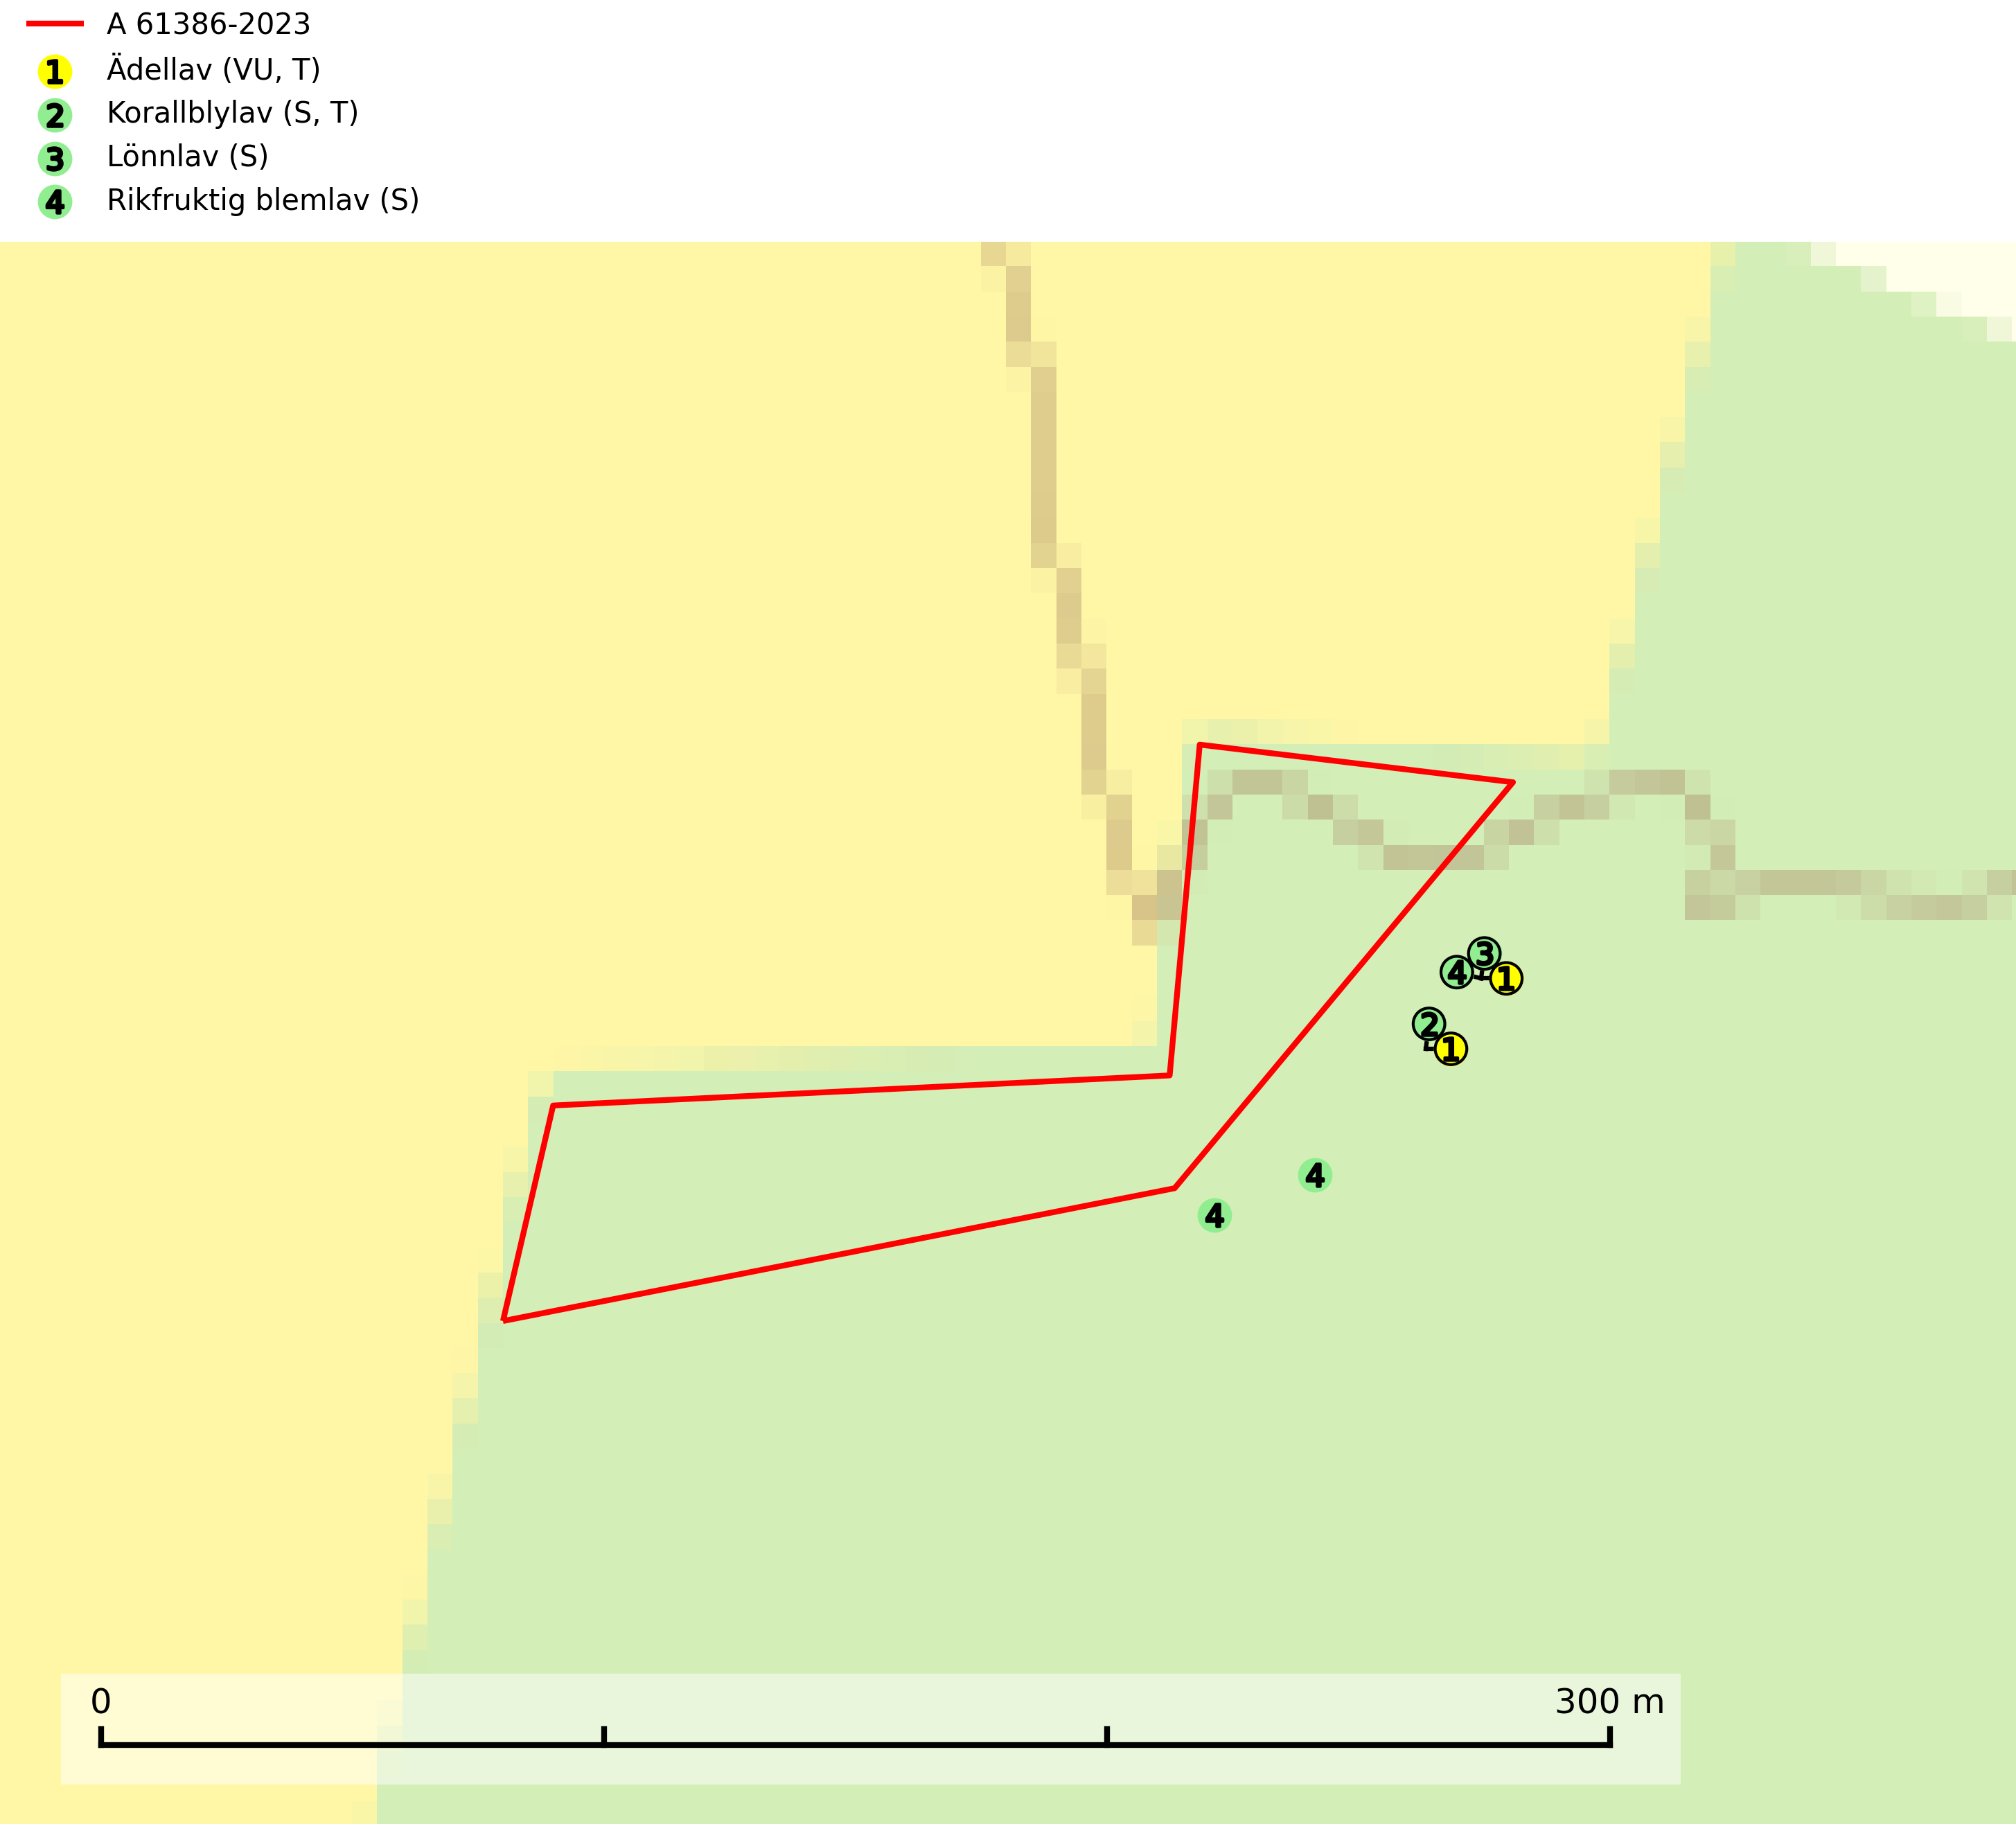 A 61386-2023
1 Ädellav (VU, T)
2 Korallblylav (S, T)
3 Lönnlav (S)
4 Rikfruktig blemlav (S)
3
4 1
2
1
4
4
0 300 m